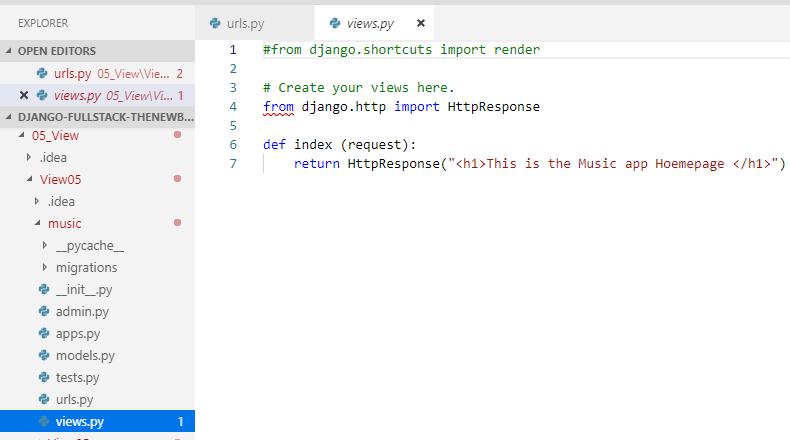 EXPLORER
OPEN EDITORS
urls.py 05_View\Vie... 2
views.py 05_View\Vi... 1
DJANGO-FULLSTACK-THENEWB...
05_View
.idea
View05
.idea
music
__pycache__
migrations
__init__.py
admin.py
apps.py
models.py
tests.py
urls.py
views.py 1
urls.py
views.py
1 #from django.shortcuts import render
2
3 # Create your views here.
4 from django.http import HttpResponse
5
6 def index (request):
7 return HttpResponse("<h1>This is the Music app Hoemepage </h1>")